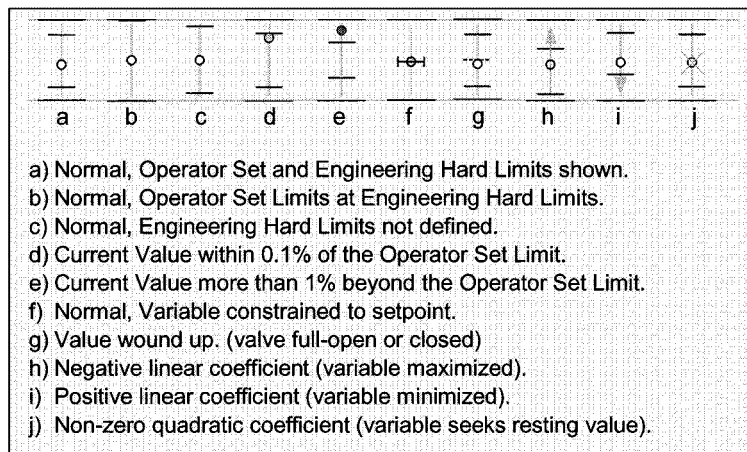 a b c d e f g h i j
a) Normal, Operator Set and Engineering Hard Limits shown.
b) Normal, Operator Set Limits at Engineering Hard Limits.
c) Normal, Engineering Hard Limits not defined.
d) Current Value within 0.1% of the Operator Set Limit.
e) Current Value more than 1% beyond the Operator Set Limit.
f) Normal, Variable constrained to setpoint.
g) Value wound up. (valve full-open or closed)
h) Negative linear coefficient (variable maximized).
i) Positive linear coefficient (variable minimized).
j) Non-zero quadratic coefficient (variable seeks resting value).